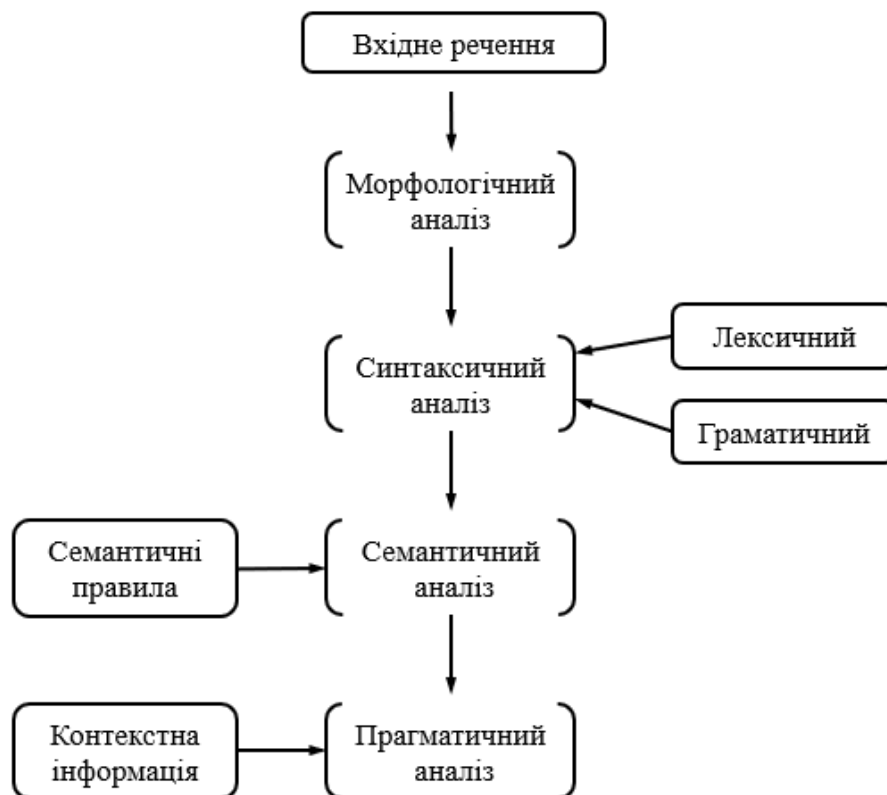 Вхідне речення
Морфологічний
аналіз
Синтаксичний
аналіз
Лексичний
Граматичний
Семантичні
правила
Семантичний
аналіз
Контекстна
інформація
Прагматичний
аналіз